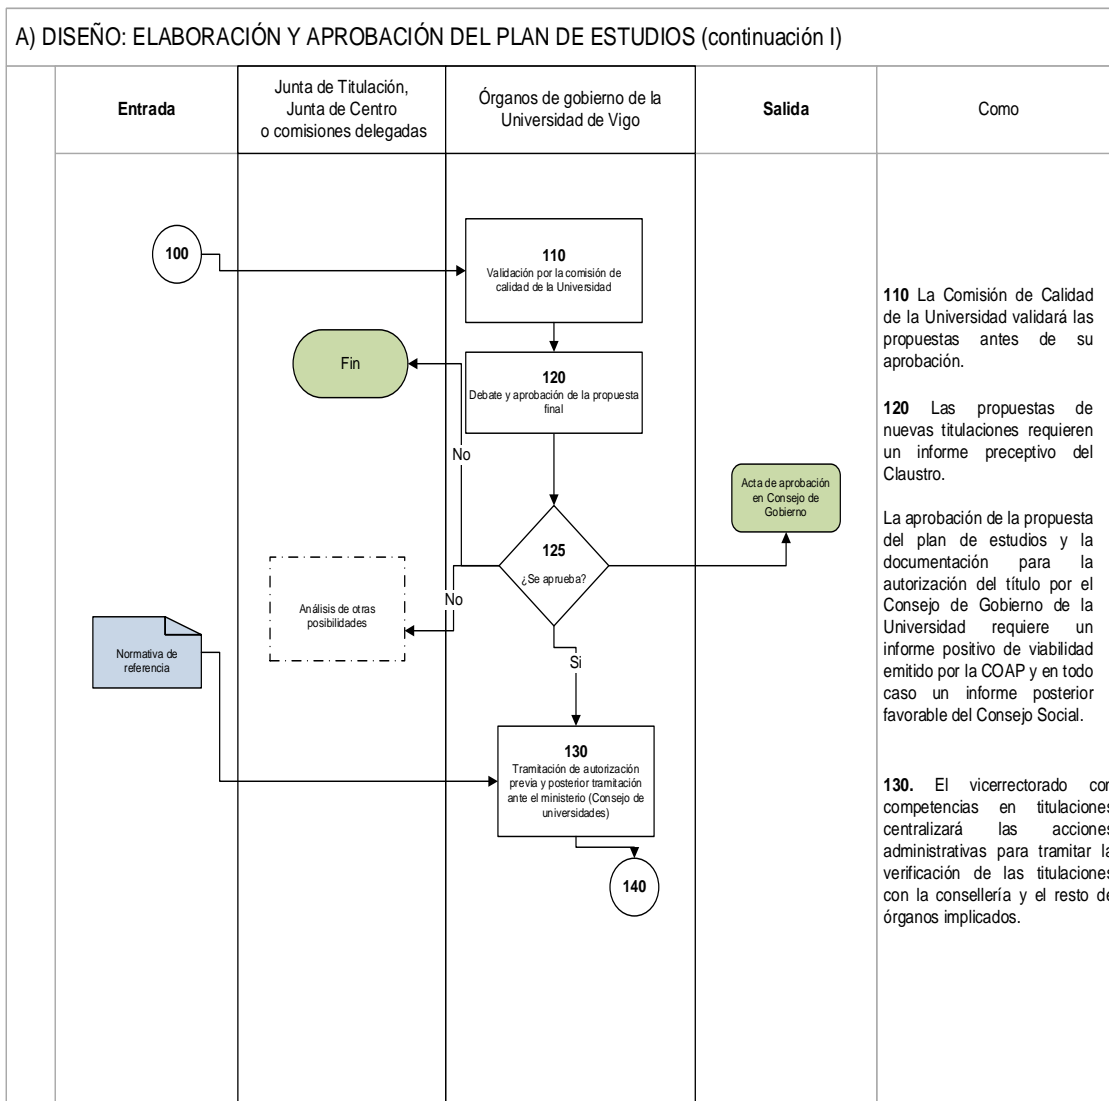 A) DISEÑO: ELABORACIÓN Y APROBACIÓN DEL PLAN DE ESTUDIOS (continuación I)
Entrada
Junta de Titulación,
Junta de Centro
o comisiones delegadas
Órganos de gobierno de la
Universidad de Vigo
Salida
Como
100
110
Validación por la comisión de
calidad de la Universidad
Fin
120
Debate y aprobación de la propuesta
final
No
Acta de aprobación
en Consejo de
Gobierno
125
¿Se aprueba?
No
Análisis de otras
posibilidades
Normativa de
referencia
Si
130
Tramitación de autorización
previa y posterior tramitación
ante el ministerio (Consejo de
universidades)
140
110 La Comisión de Calidad
de la Universidad validará las
propuestas antes de su
aprobación.
120 Las propuestas de
nuevas titulaciones requieren
un informe preceptivo del
Claustro.
La aprobación de la propuesta
del plan de estudios y la
documentación para la
autorización del título por el
Consejo de Gobierno de la
Universidad requiere un
informe positivo de viabilidad
emitido por la COAP y en todo
caso un informe posterior
favorable del Consejo Social.
130. El vicerrectorado con
competencias en titulaciones
centralizará las acciones
administrativas para tramitar la
verificación de las titulaciones
con la consellería y el resto de
órganos implicados.